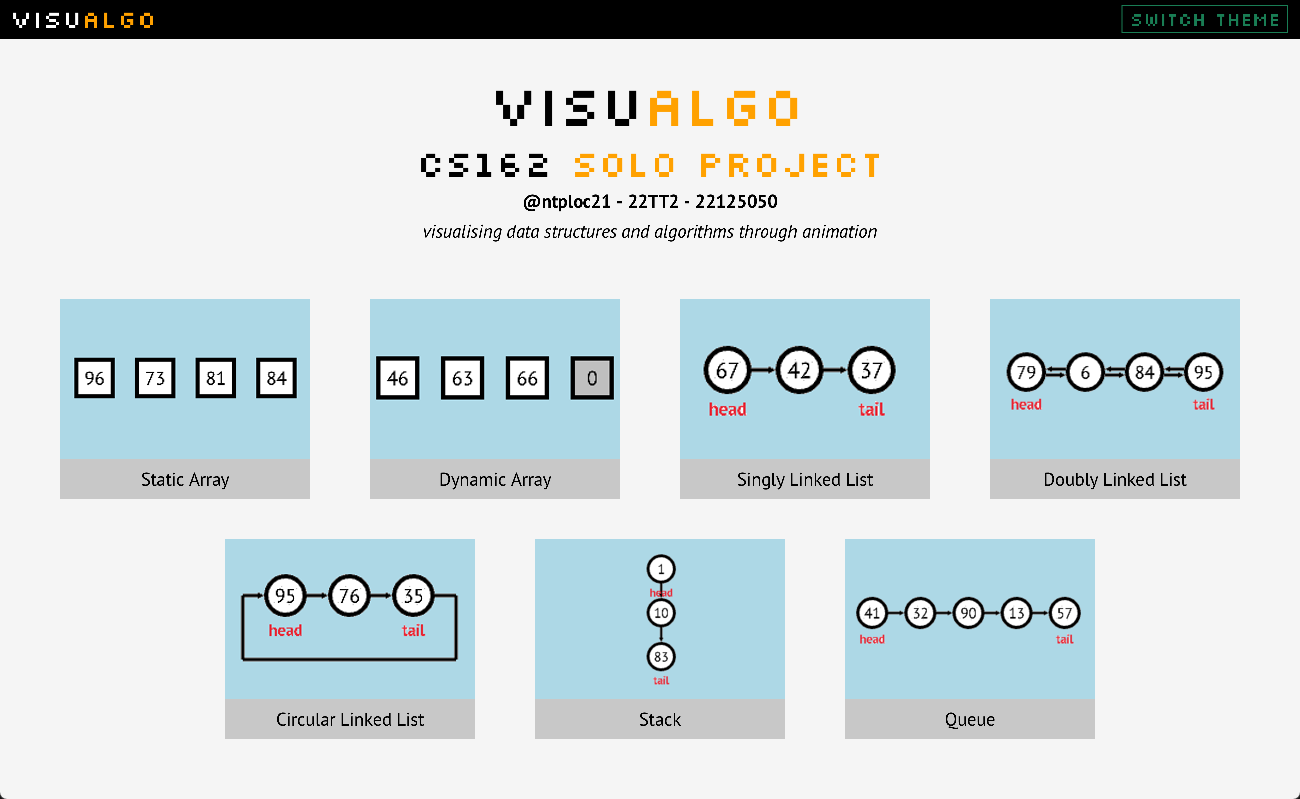 VISUALGO
SWITCH THEME
VISUALGO
CS162 SOLO PROJECT
@ntploc21 - 22TT2 - 22125050
visualising data structures and algorithms through animation
96 73 81 84
Static Array
46 63 66 0
Dynamic Array
67 42 37
head tail
Singly Linked List
79 6 84 95
head tail
Doubly Linked List
95 76 35
head tail
Circular Linked List
1
head
10
83
tail
Stack
41 32 90 13 57
head tail
Queue